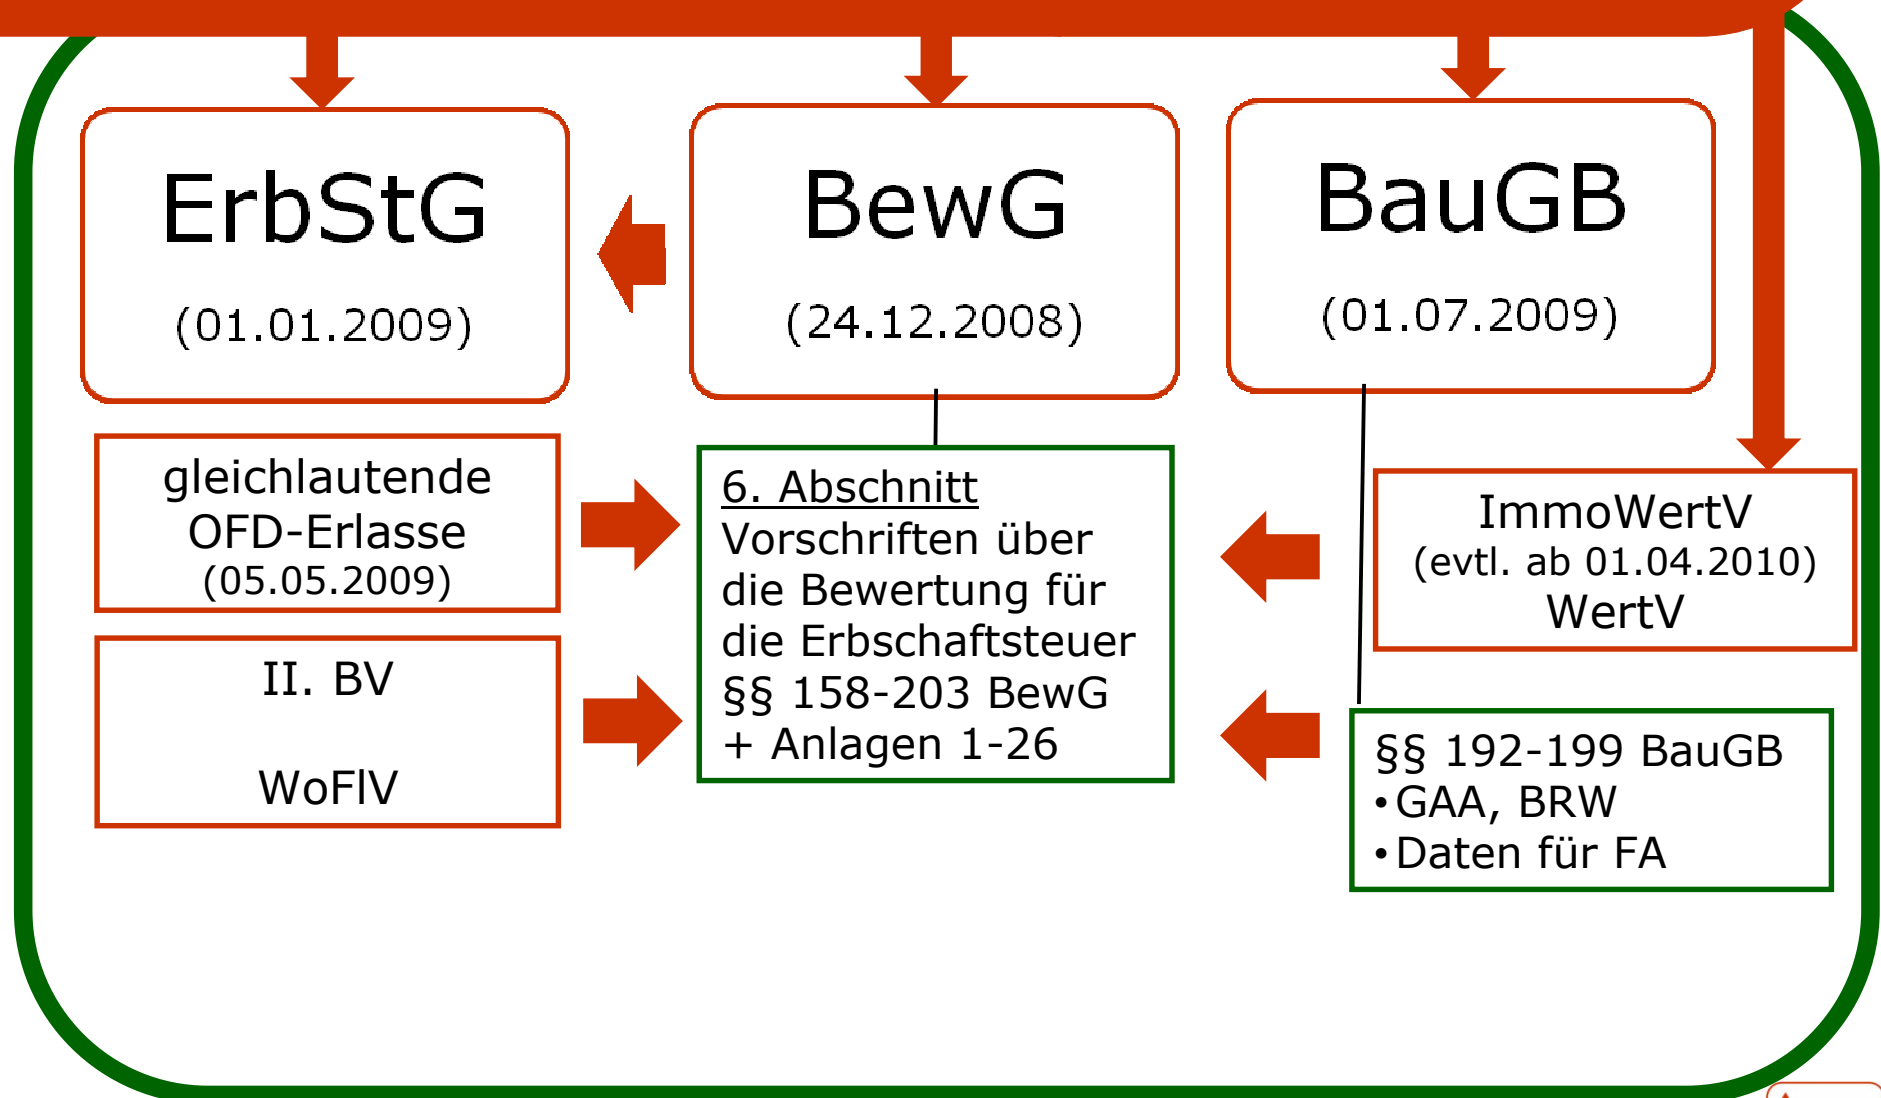 ErbStG
(01.01.2009)
BewG
(24.12.2008)
BauGB
(01.07.2009)
gleichlautende
OFD-Erlasse
(05.05.2009)
II. BV
WoFlV
6. Abschnitt
Vorschriften über
die Bewertung für
die Erbschaftsteuer
§§ 158-203 BewG
+ Anlagen 1-26
ImmoWertV
(evtl. ab 01.04.2010)
WertV
§§ 192-199 BauGB
•GAA, BRW
•Daten für FA